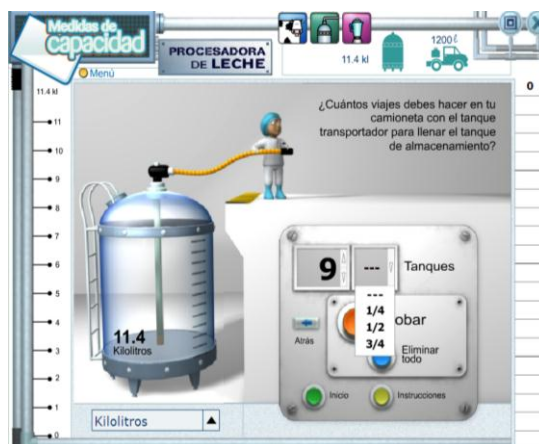 Medidas de
capacidad
PROCESADORA
DE LECHE
11.4 kl
1200 ℓ
Menú
11.4 kl
0
¿Cuántos viajes debes hacer en tu
camioneta con el tanque
transportador para llenar el tanque
de almacenamiento?
11
10
9
8
7
6
5
4
3
2
1
0
9
---
Tanques
---
1/4
1/2
3/4
obar
Atrás
Eliminar
todo
11.4
Kilolitros
Inicio
Instrucciones
Kilolitros